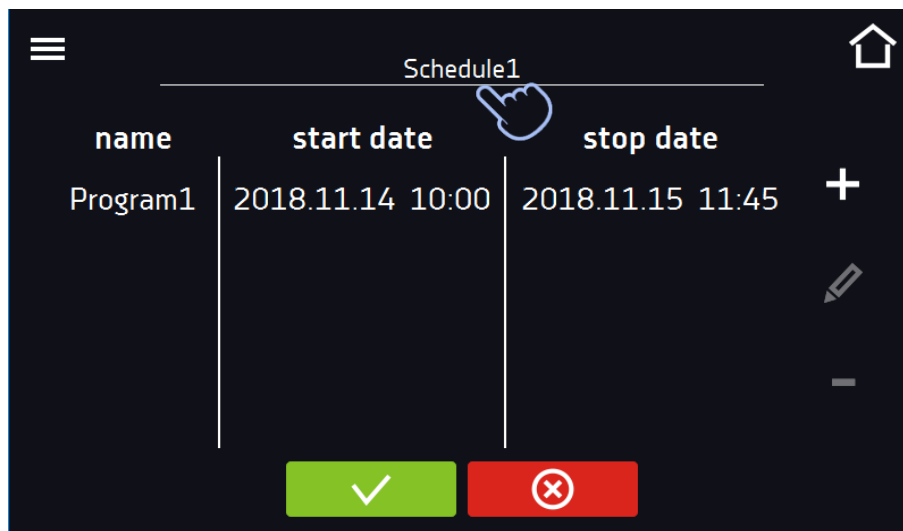 Schedule1
name start date stop date
Program1 2018.11.14 10:00 2018.11.15 11:45